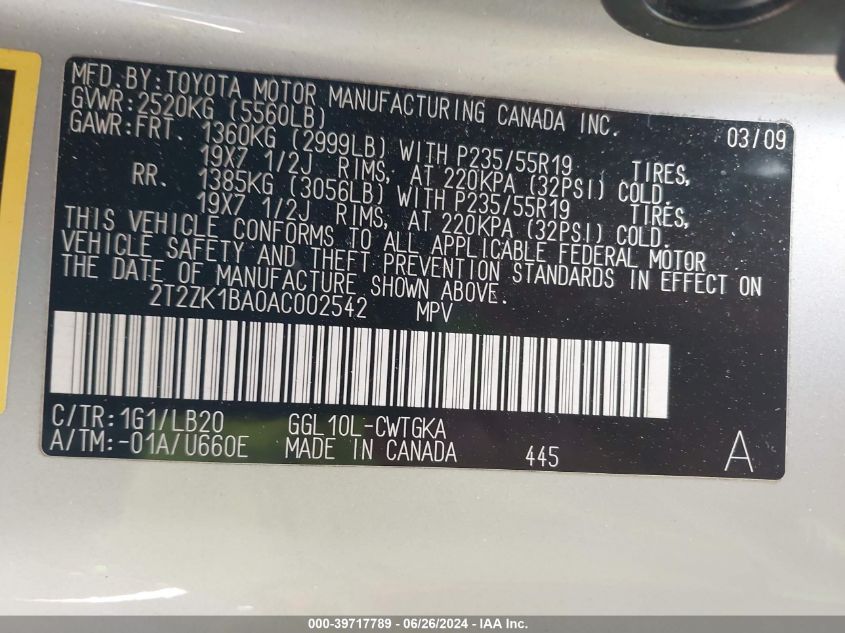 MFD. BY: TOYOTA MOTOR MANUFACTURING CANADA INC.
GVWR: 2520KG (5560LB) 03/09
GAWR: FRT. 1360KG (2999LB) WITH P235/55R19 TIRES,
19X7 1/2J RIMS, AT 220KPA (32PSI) COLD.
RR. 1385KG (3056LB) WITH P235/55R19 TIRES,
19X7 1/2J RIMS, AT 220KPA (32PSI) COLD.
THIS VEHICLE CONFORMS TO ALL APPLICABLE FEDERAL MOTOR
VEHICLE SAFETY AND THEFT PREVENTION STANDARDS IN EFFECT ON
THE DATE OF MANUFACTURE SHOWN ABOVE.
2T2ZK1BA0AC002542 MPV
C/TR: 1G1/LB20 GGL10L-CWTGKA
A/TM: -01A/U660E MADE IN CANADA 445 A
000-39717789 - 06/26/2024 - IAA Inc.